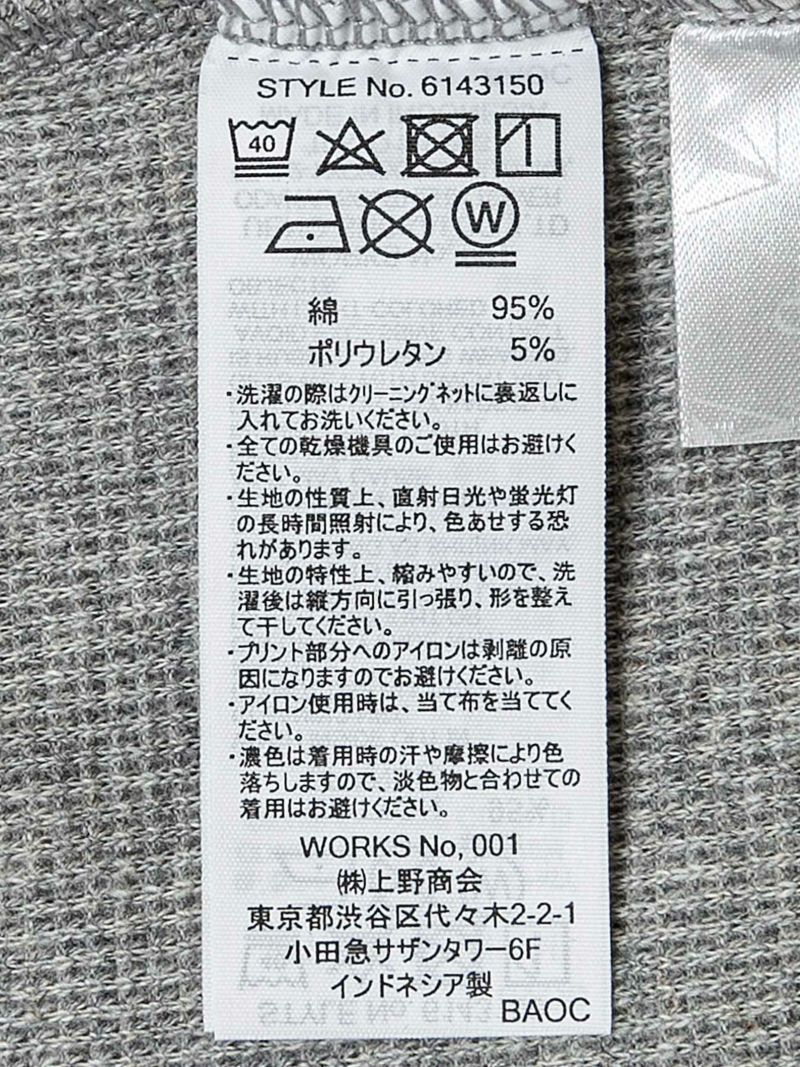 STYLE No. 6143150
40
W
綿 95%
ポリウレタン 5%
・洗濯の際はクリーニングネットに裏返しに
入れてお洗いください。
・全ての乾燥機具のご使用はお避けく
ださい。
・生地の性質上、直射日光や蛍光灯
の長時間照射により、色あせする恐
れがあります。
・生地の特性上、縮みやすいので、洗
濯後は縦方向に引っ張り、形を整え
て干してください。
・プリント部分へのアイロンは剥離の原
因になりますのでお避けください。
・アイロン使用時は、当て布を当ててく
ださい。
・濃色は着用時の汗や摩擦により色
落ちしますので、淡色物と合わせての
着用はお避けください。
WORKS No, 001
㈱上野商会
東京都渋谷区代々木2-2-1
小田急サザンタワー6F
インドネシア製
BAOC